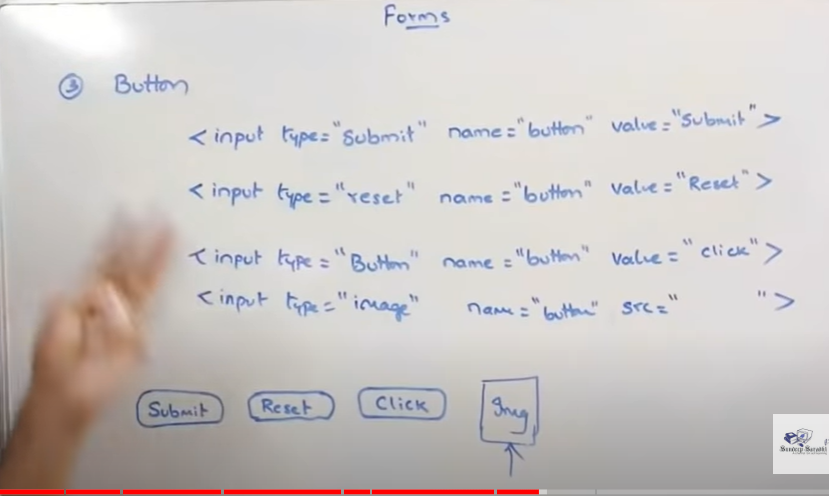 Forms
③ Button
<input type="Submit" name="button" value="Submit">
<input type="reset" name="button" value="Reset">
<input type="Button" name="button" value="click">
<input type="image" name="button" src=" ">
Submit Reset Click Img
Sandeep